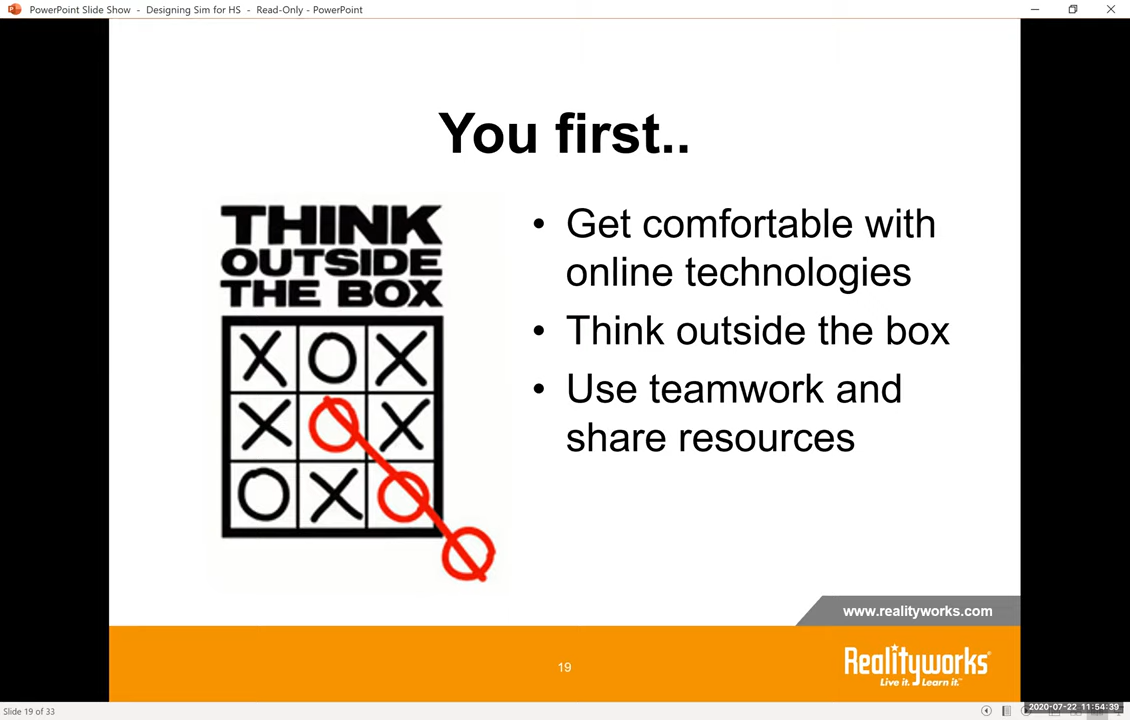 PowerPoint Slide Show - Designing Sim for HS - Read-Only - PowerPoint
You first..
THINK
OUTSIDE
THE BOX
X O X
X O X
O X O
O
• Get comfortable with
online technologies
• Think outside the box
• Use teamwork and
share resources
www.realityworks.com
19
Realityworks®
Live it. Learn it.™
Slide 19 of 33
2020-07-22 11:54:39